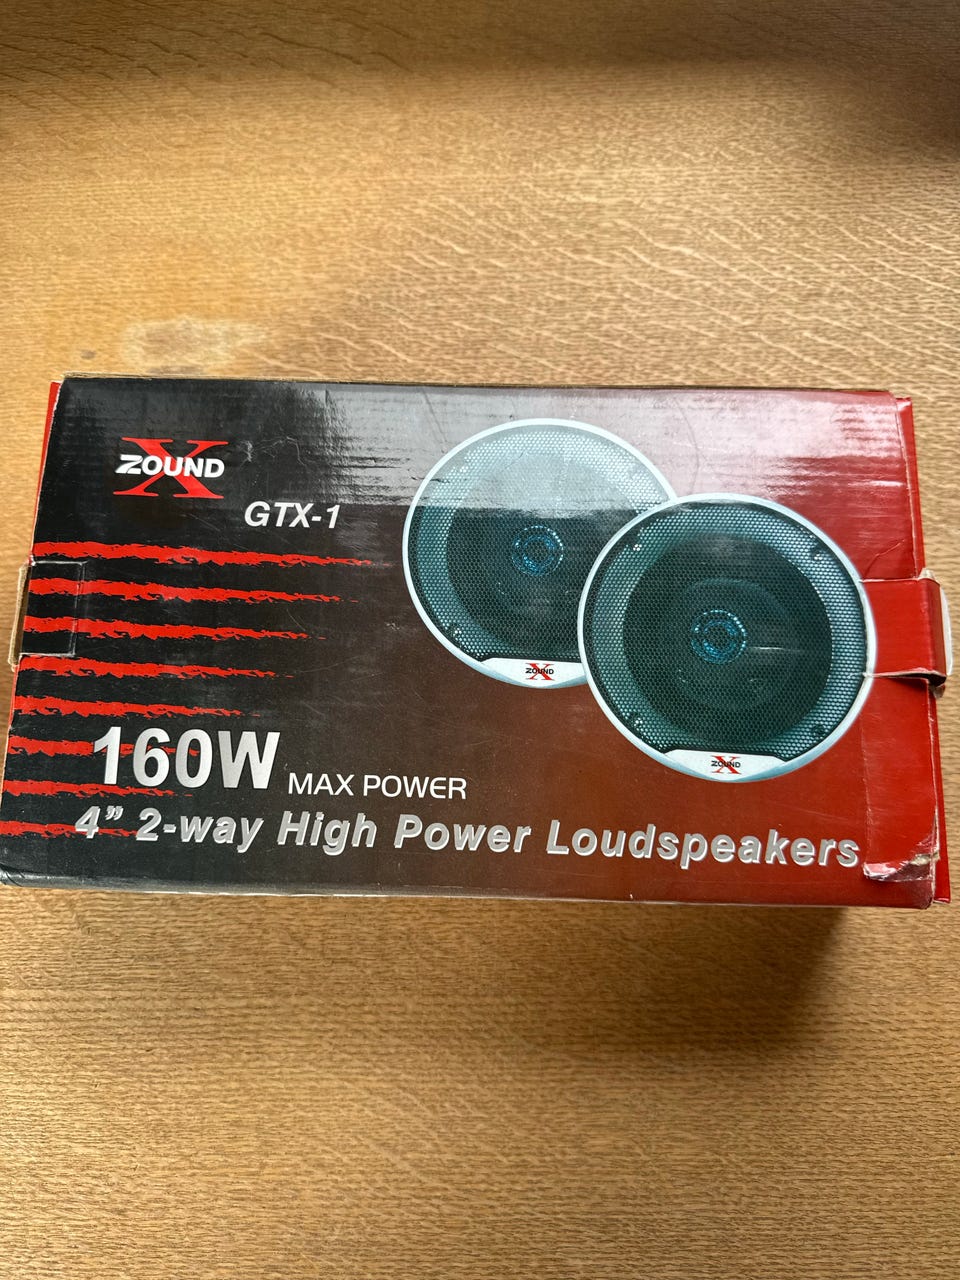 X
ZOUND
GTX-1
X
ZOUND
X
ZOUND
160W MAX POWER
4” 2-way High Power Loudspeakers